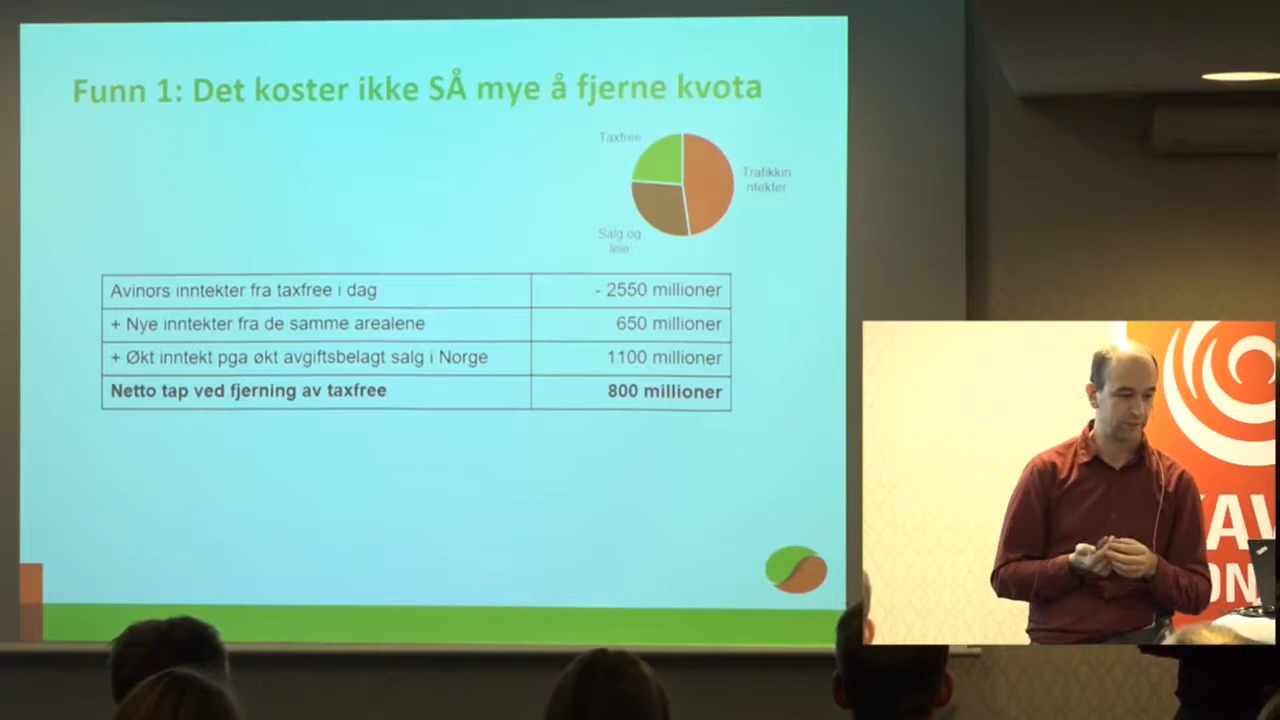 Funn 1: Det koster ikke SÅ mye å fjerne kvota
Taxfree
Trafikkin
ntekter
Salg og
leie
Avinors inntekter fra taxfree i dag - 2550 millioner
+ Nye inntekter fra de samme arealene 650 millioner
+ Økt inntekt pga økt avgiftsbelagt salg i Norge 1100 millioner
Netto tap ved fjerning av taxfree 800 millioner